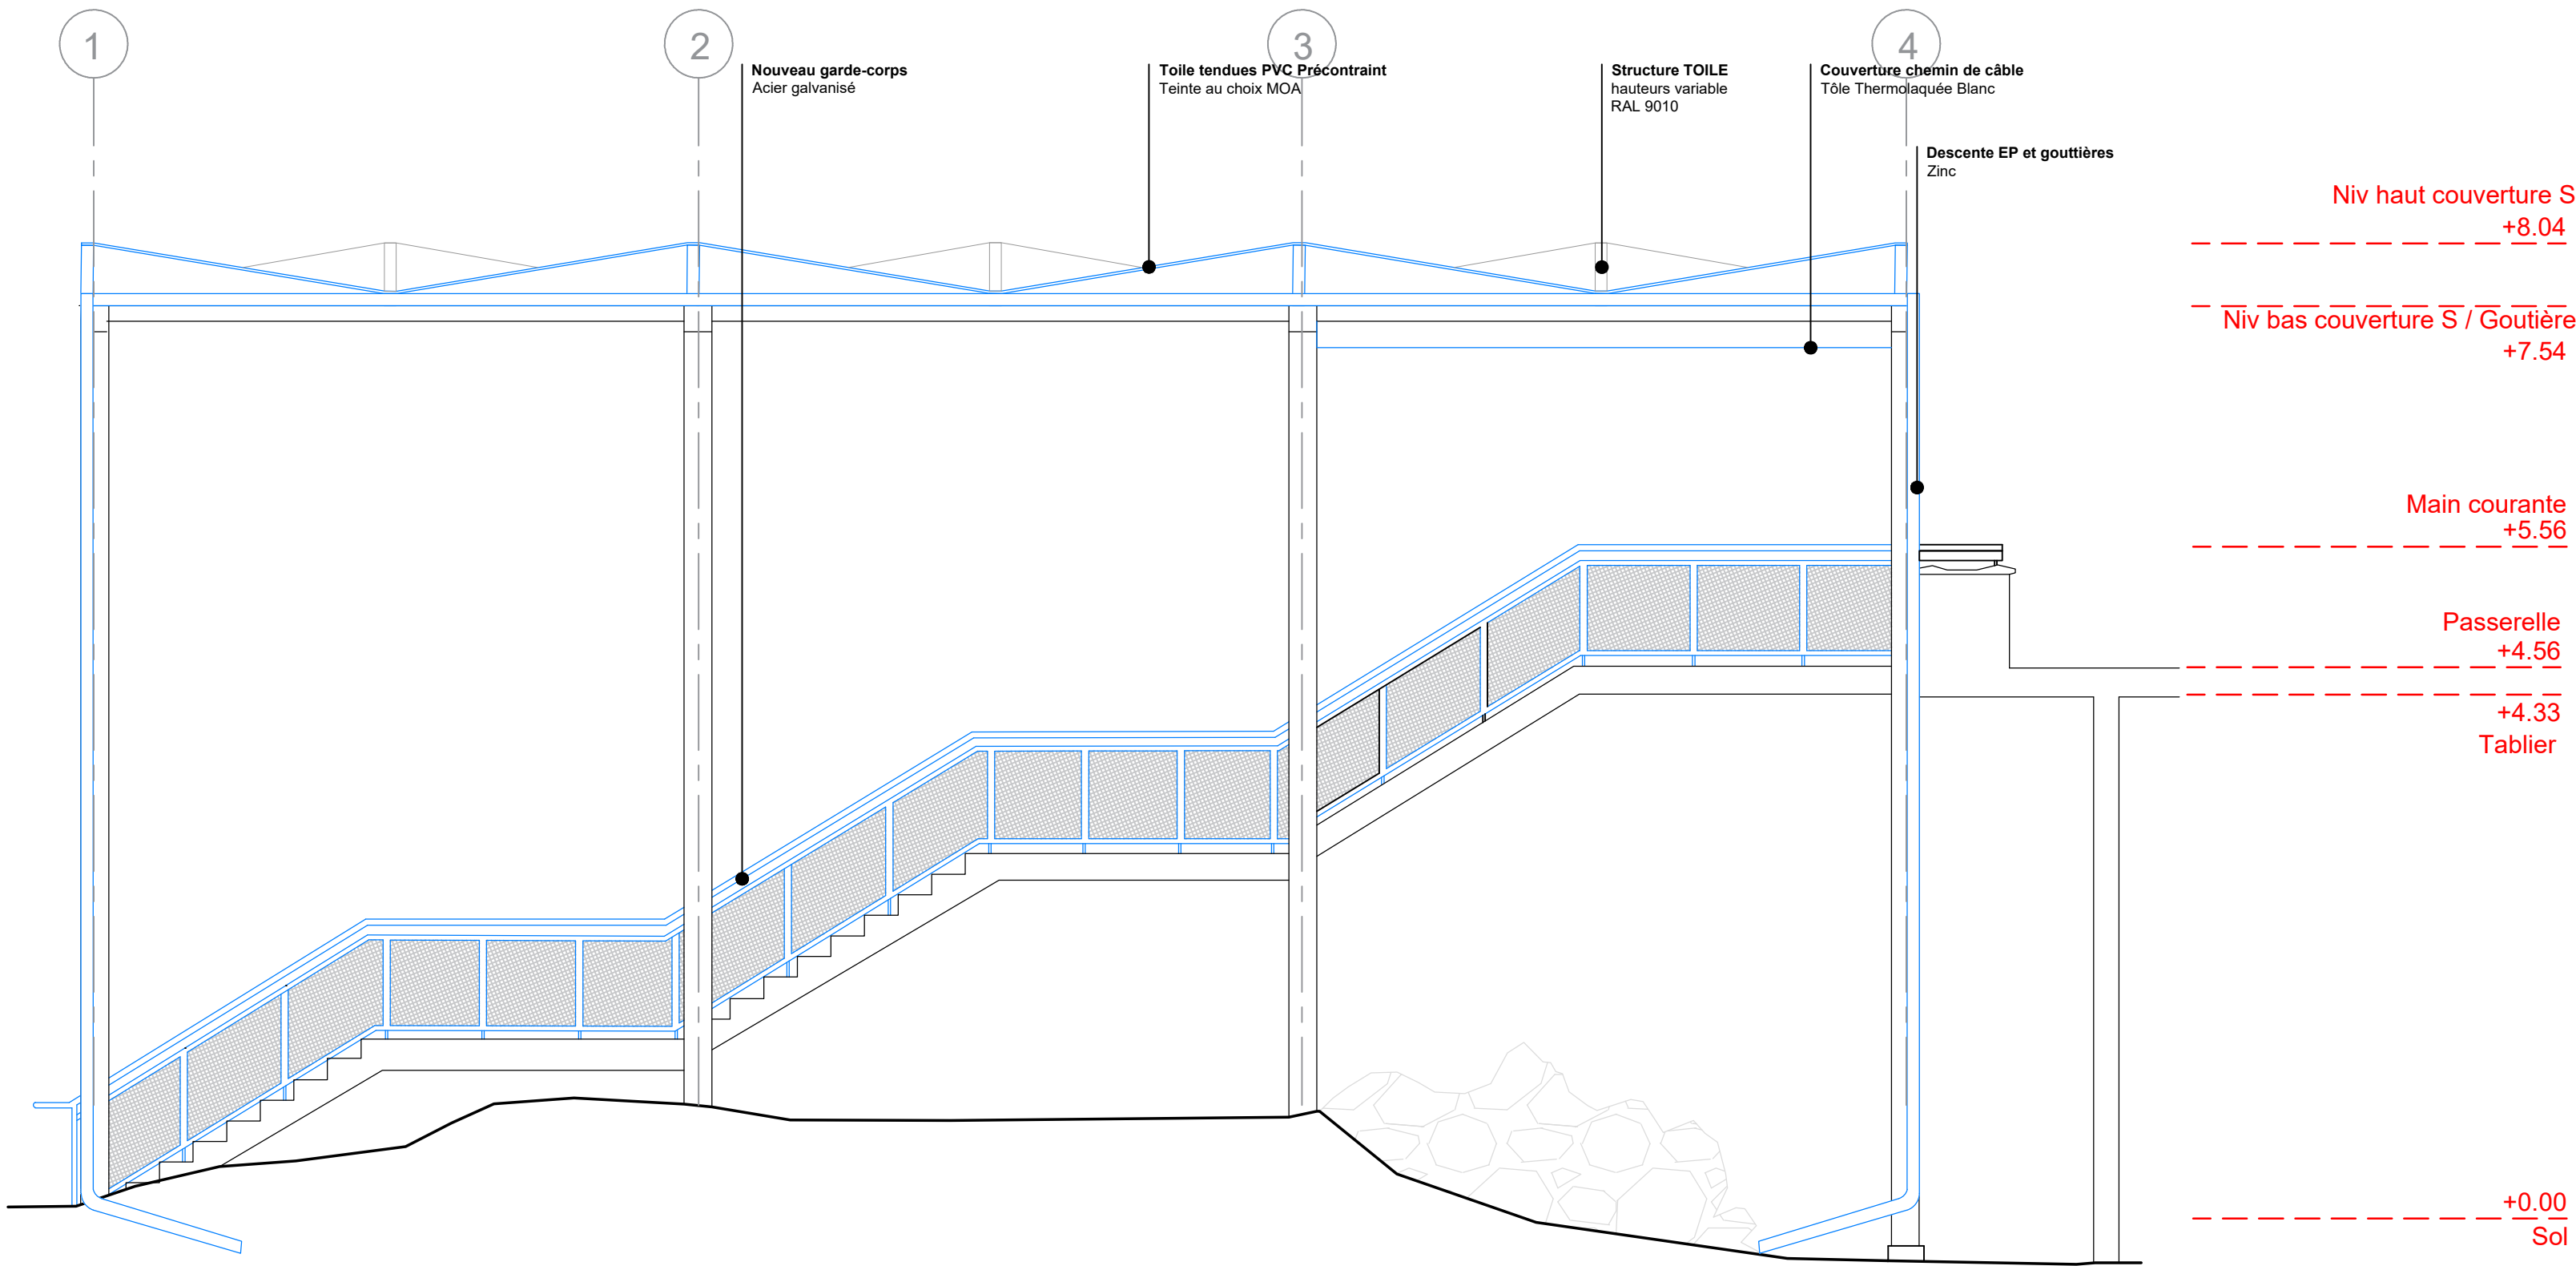 1
2
3
4
Nouveau garde-corps
Acier galvanisé
Toile tendues PVC Précontraint
Teinte au choix MOA
Structure TOILE
hauteurs variable
RAL 9010
Couverture chemin de câble
Tôle Thermolaquée Blanc
Descente EP et gouttières
Zinc
Niv haut couverture S
+8.04
Niv bas couverture S / Goutière
+7.54
Main courante
+5.56
Passerelle
+4.56
+4.33
Tablier
+0.00
Sol